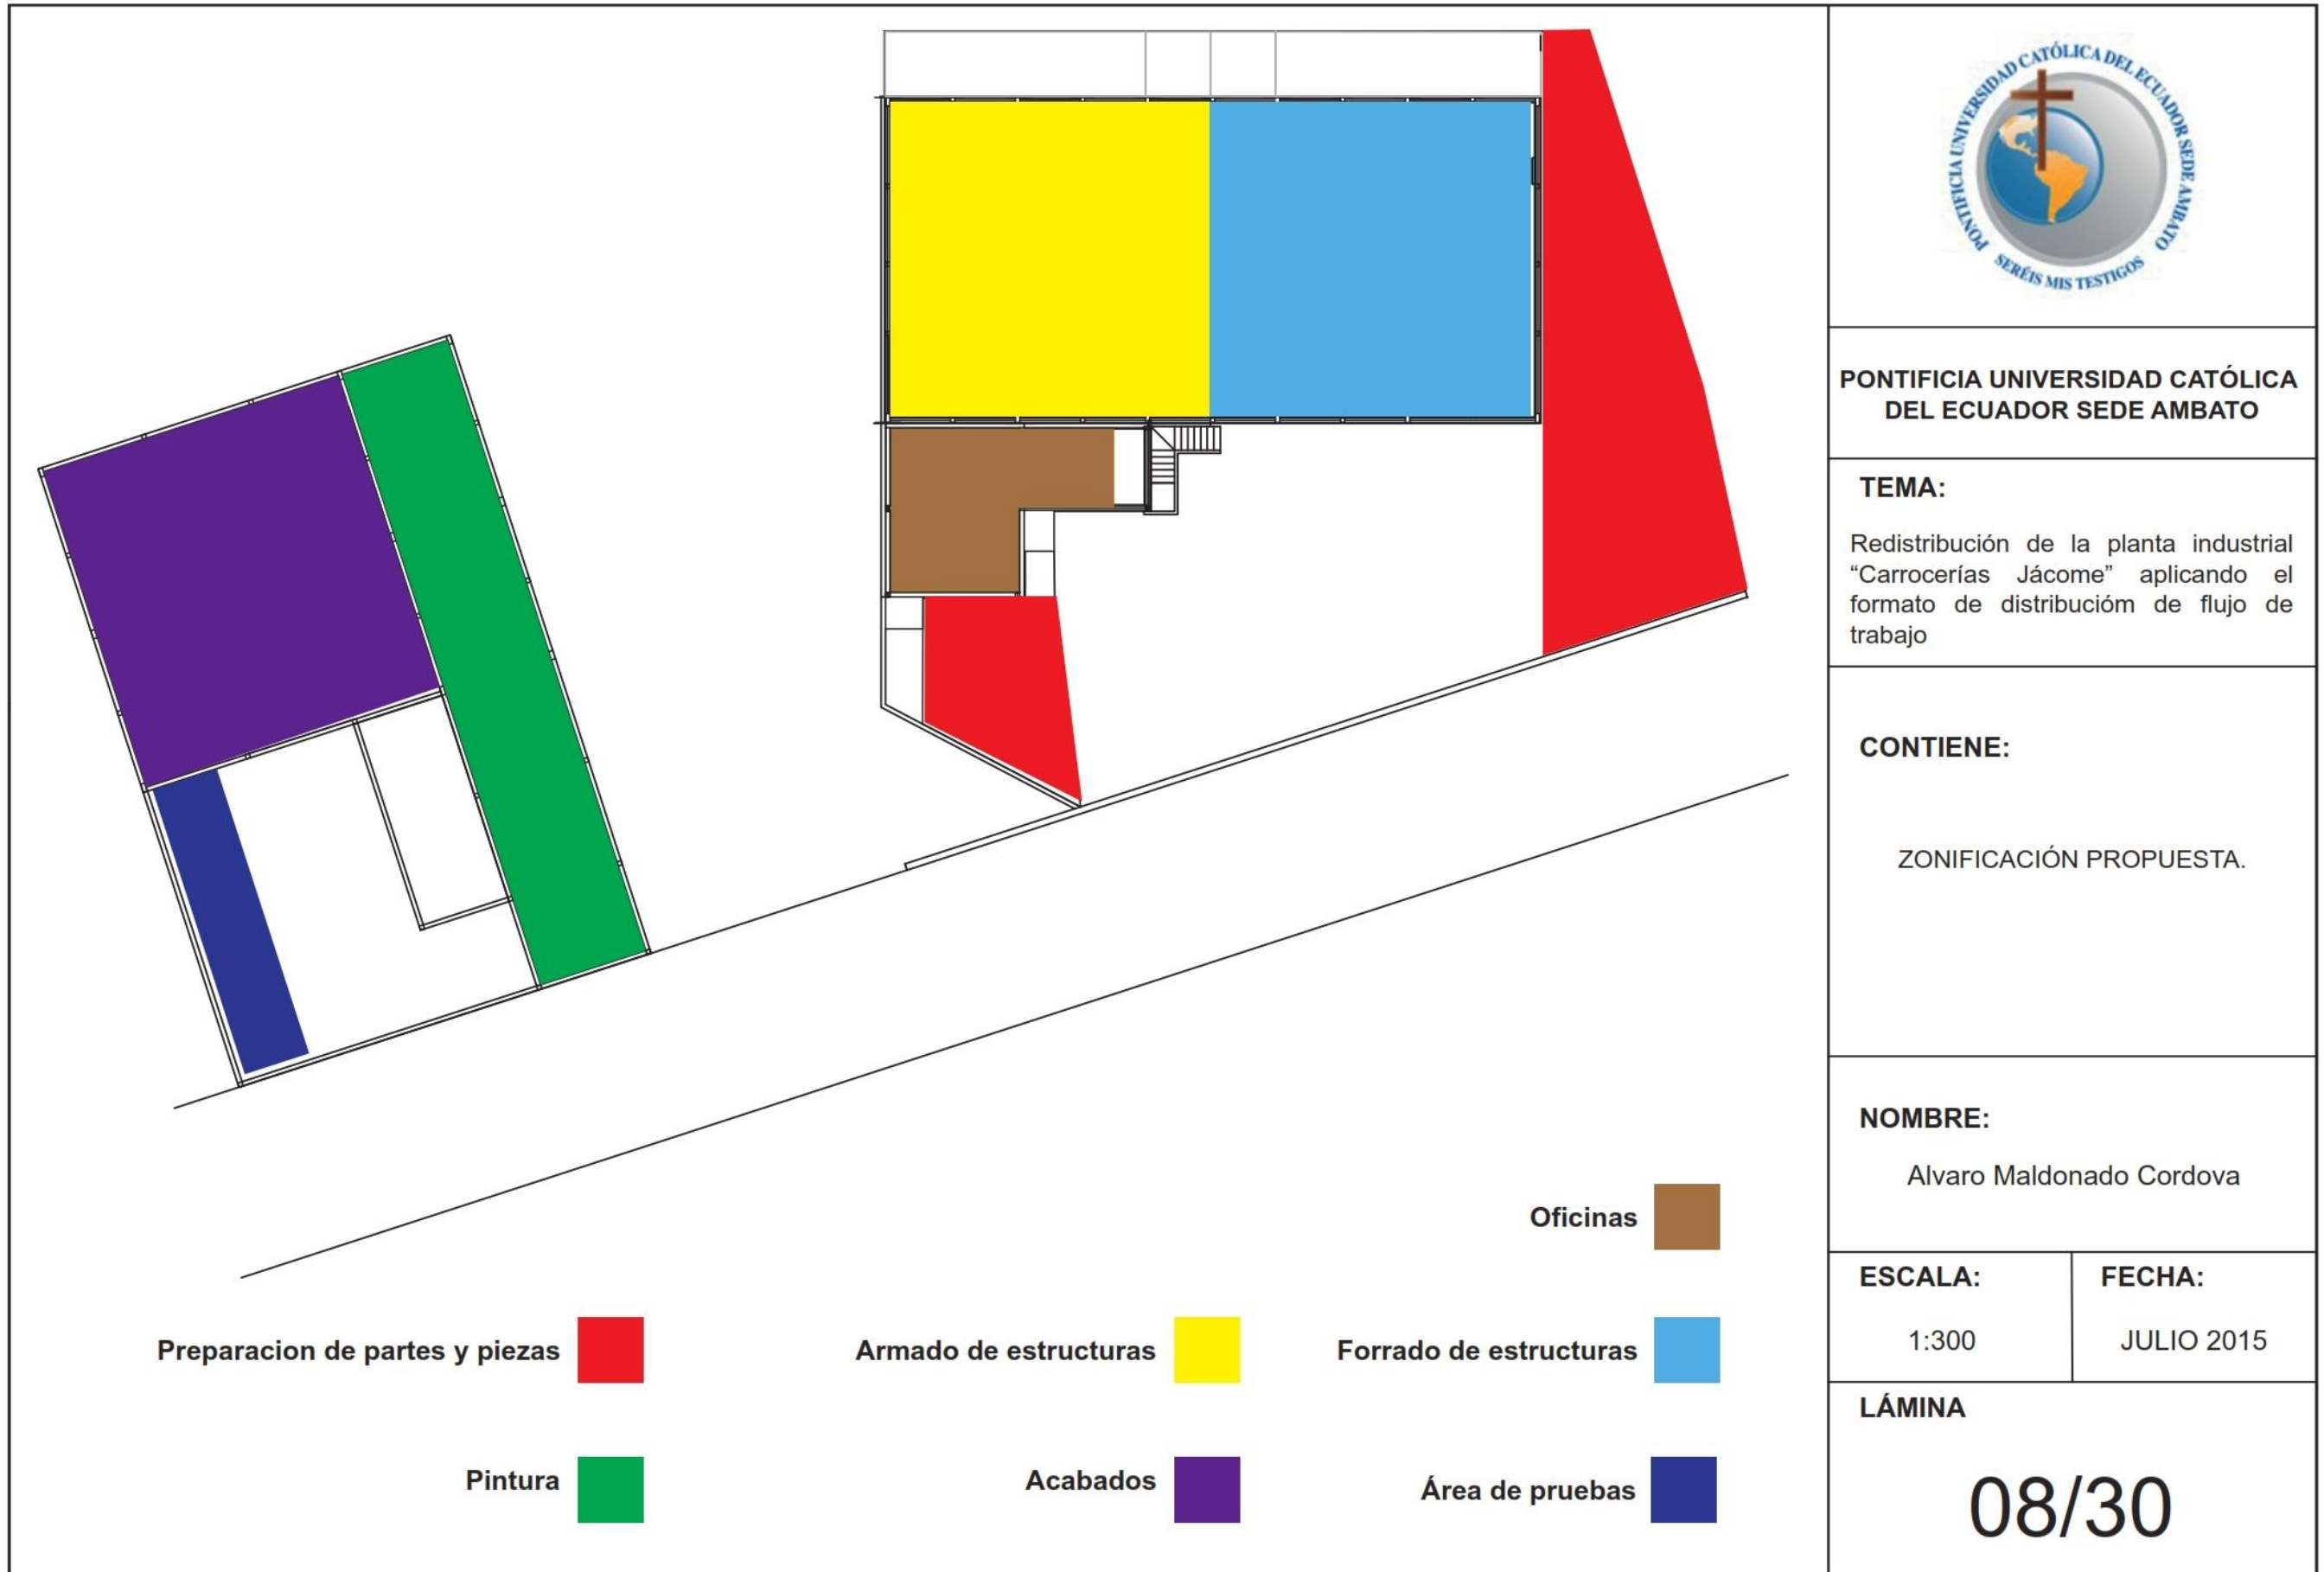 PONTIFICIA UNIVERSIDAD CATÓLICA DEL ECUADOR SEDE AMBATO
SERÉIS MIS TESTIGOS
PONTIFICIA UNIVERSIDAD CATÓLICA
DEL ECUADOR SEDE AMBATO
TEMA:
Redistribución de la planta industrial
“Carrocerías Jácome” aplicando el
formato de distribucióm de flujo de
trabajo
CONTIENE:
ZONIFICACIÓN PROPUESTA.
NOMBRE:
Alvaro Maldonado Cordova
ESCALA:
1:300
FECHA:
JULIO 2015
LÁMINA
08/30
Oficinas
Preparacion de partes y piezas
Armado de estructuras
Forrado de estructuras
Pintura
Acabados
Área de pruebas